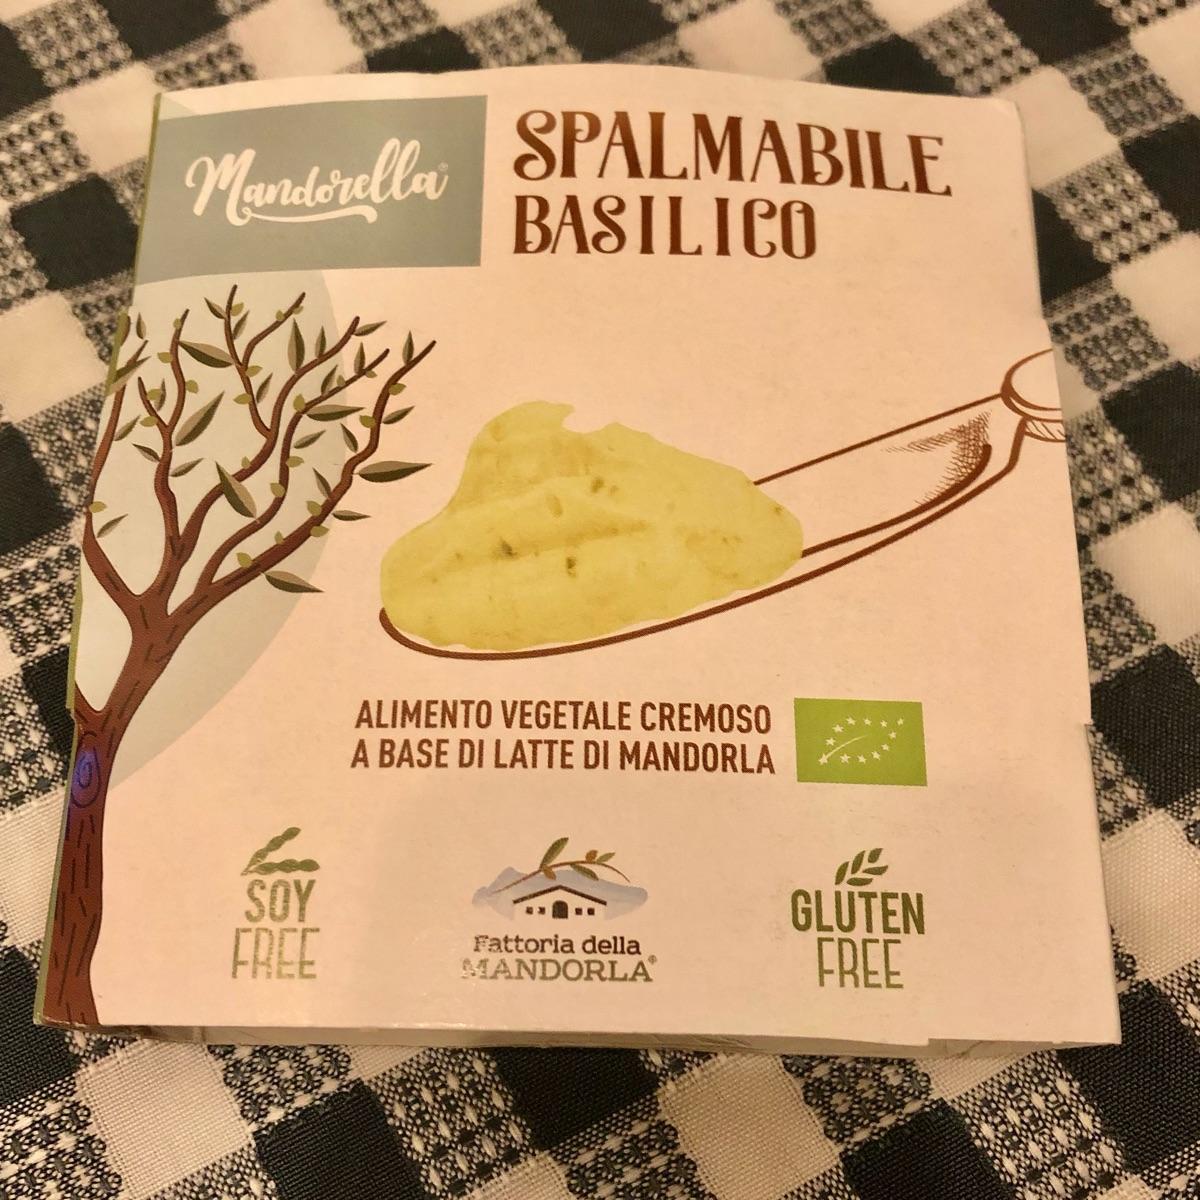 Mandorella®
SPALMABILE
BASILICO
ALIMENTO VEGETALE CREMOSO
A BASE DI LATTE DI MANDORLA
SOY
FREE
Fattoria della
MANDORLA®
GLUTEN
FREE